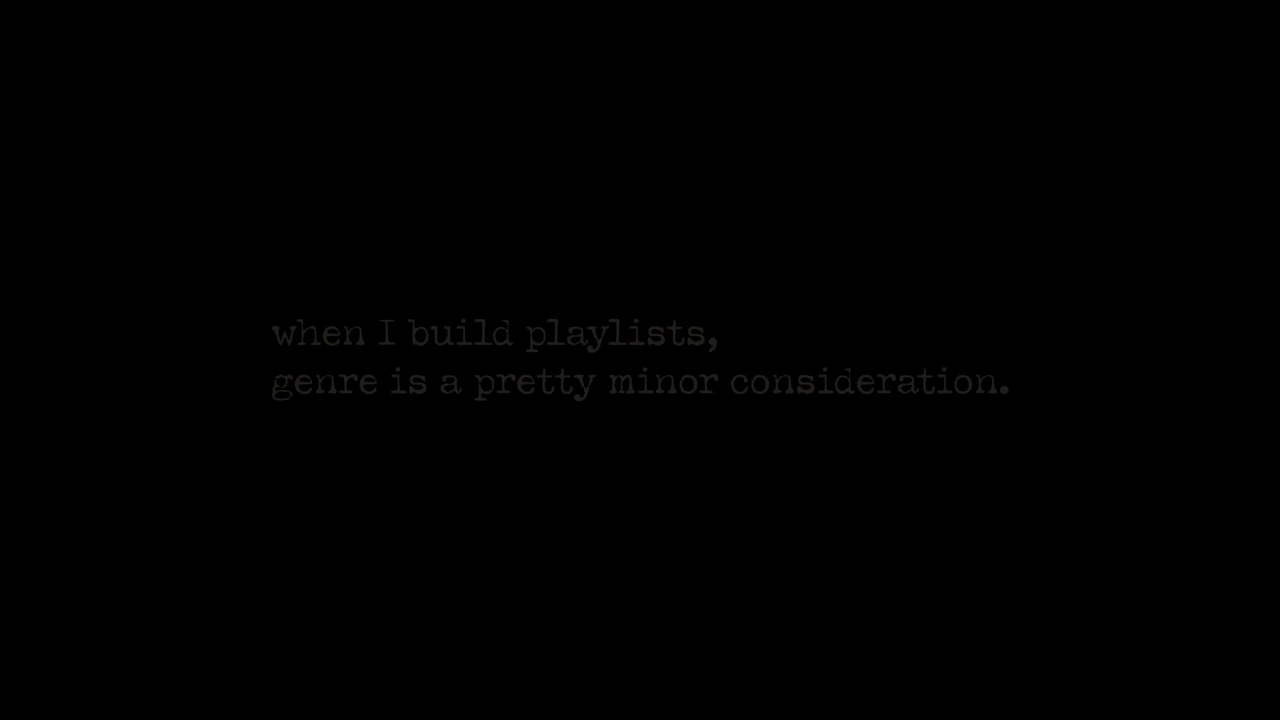 when I build playlists,
genre is a pretty minor consideration.